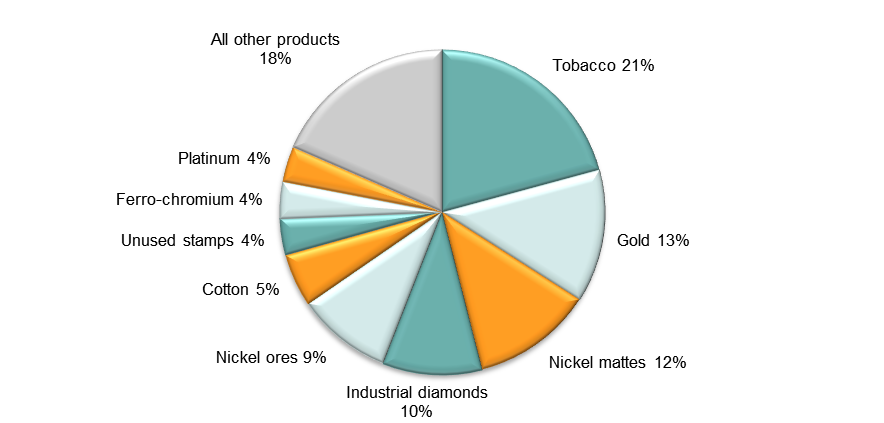 All other products
18%
Tobacco 21%
Platinum 4%
Ferro-chromium 4%
Unused stamps 4%
Gold 13%
Cotton 5%
Nickel ores 9%
Nickel mattes 12%
Industrial diamonds
10%